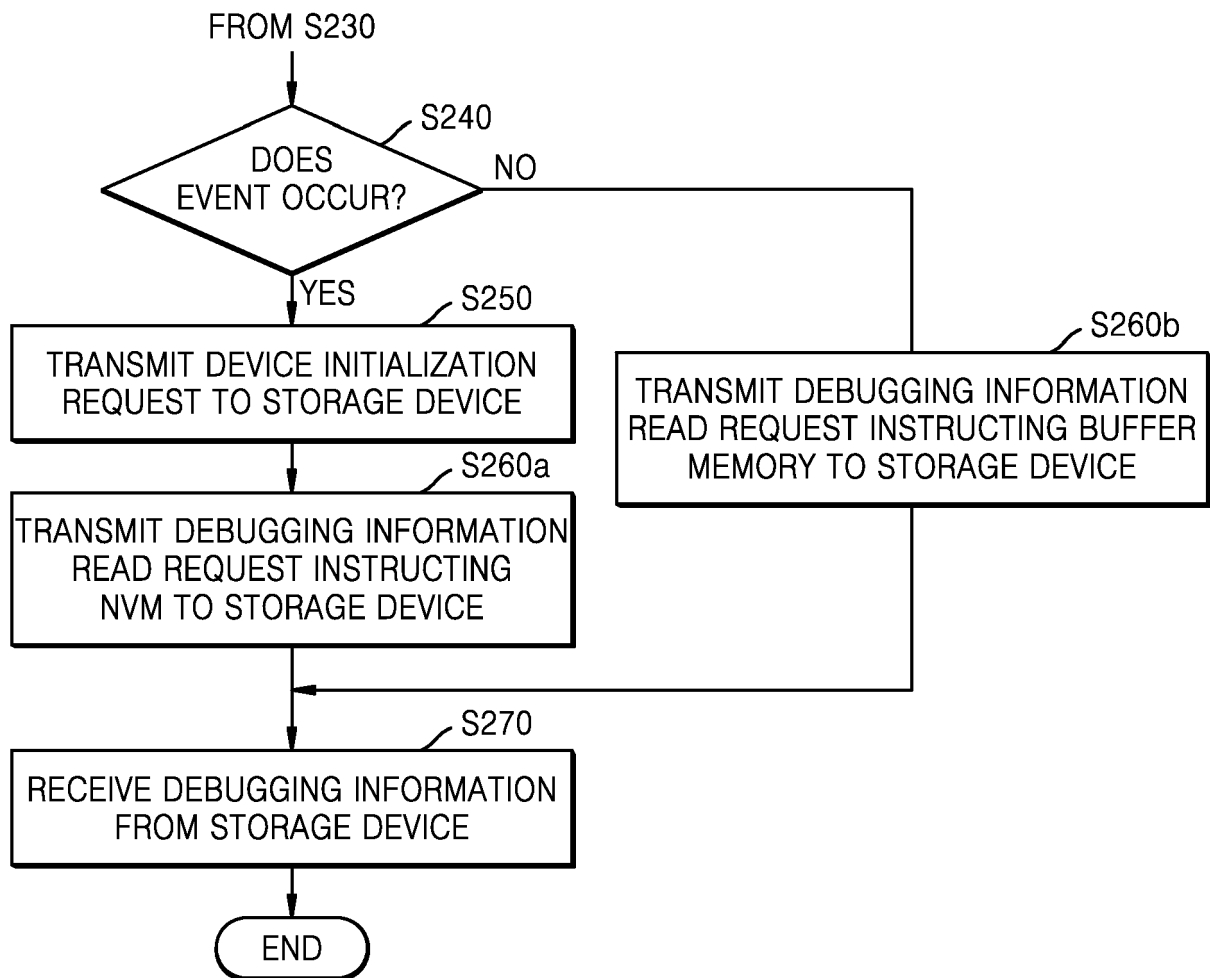 FROM S230
S240
DOES
EVENT OCCUR?
NO
YES
S250
TRANSMIT DEVICE INITIALIZATION
REQUEST TO STORAGE DEVICE
S260b
TRANSMIT DEBUGGING INFORMATION
READ REQUEST INSTRUCTING BUFFER
MEMORY TO STORAGE DEVICE
S260a
TRANSMIT DEBUGGING INFORMATION
READ REQUEST INSTRUCTING
NVM TO STORAGE DEVICE
S270
RECEIVE DEBUGGING INFORMATION
FROM STORAGE DEVICE
END